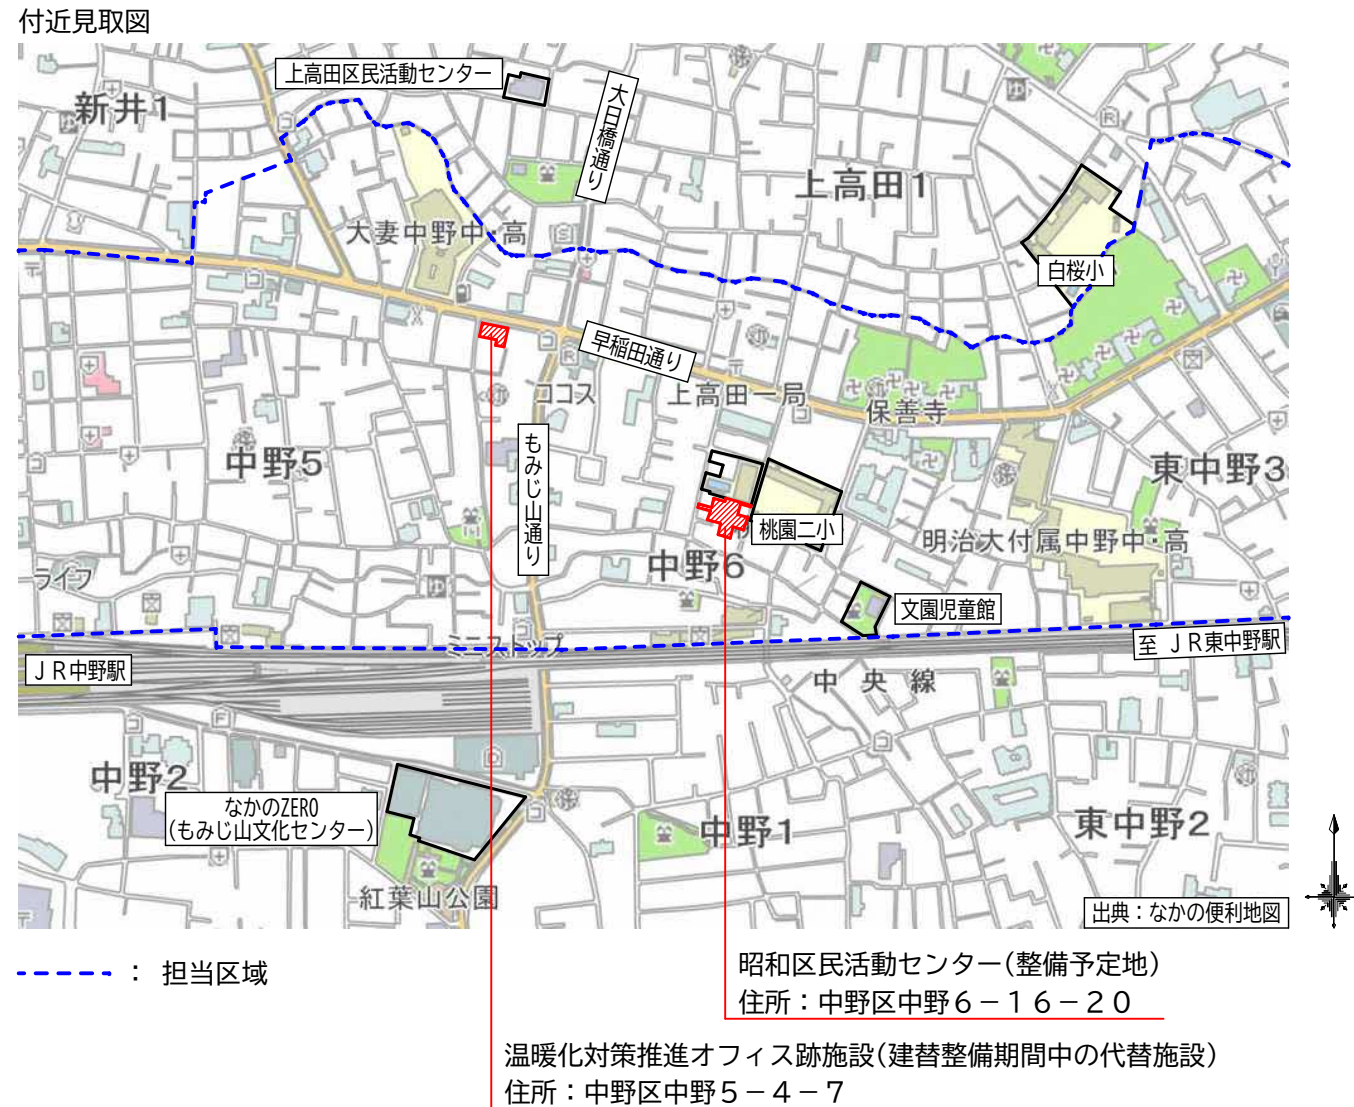 付近見取図
上高田区民活動センター
大日橋通り
新井1
上高田1
大妻中野中・高
白桜小
早稲田通り
ココス
上高田一局
保善寺
もみじ山通り
中野5
東中野3
桃園二小
明治大付属中野中・高
中野6
ライフ
文園児童館
ミニストップ
至 JR東中野駅
JR中野駅
中央線
中野2
なかのZERO
(もみじ山文化センター)
中野1
東中野2
紅葉山公園
出典：なかの便利地図
： 担当区域
昭和区民活動センター(整備予定地)
住所：中野区中野6－16－20
温暖化対策推進オフィス跡施設(建替整備期間中の代替施設)
住所：中野区中野5－4－7